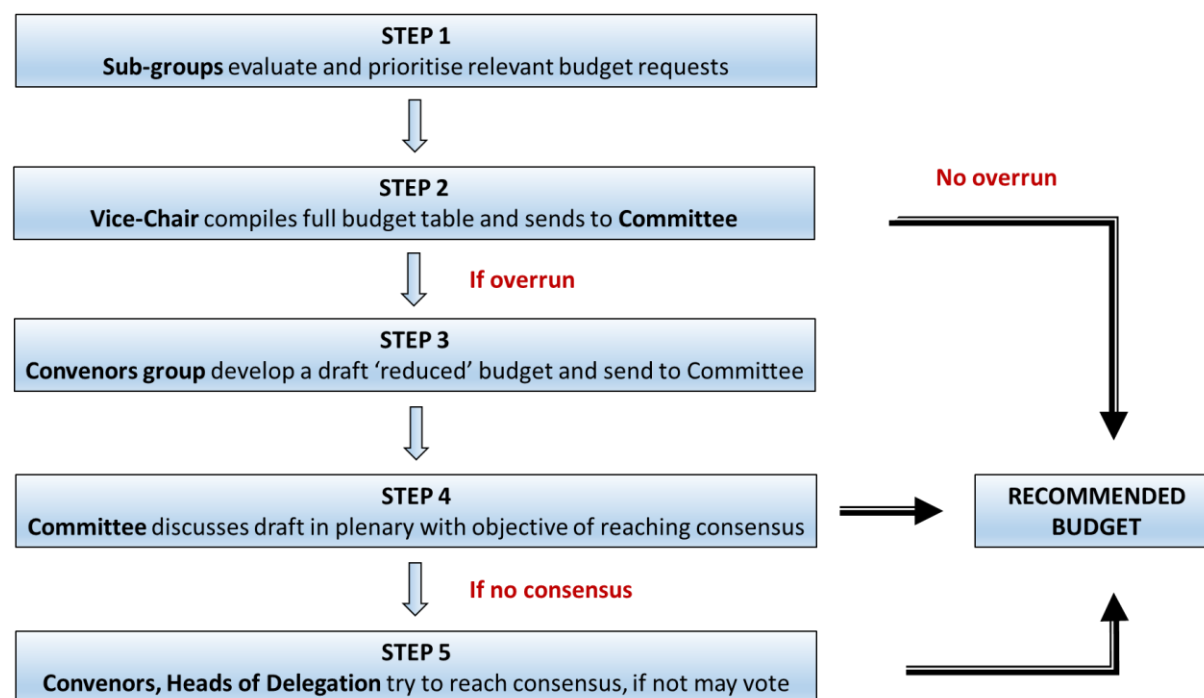 STEP 1
Sub-groups evaluate and prioritise relevant budget requests
STEP 2
Vice-Chair compiles full budget table and sends to Committee
No overrun
If overrun
STEP 3
Convenors group develop a draft ‘reduced’ budget and send to Committee
STEP 4
Committee discusses draft in plenary with objective of reaching consensus
RECOMMENDED
BUDGET
If no consensus
STEP 5
Convenors, Heads of Delegation try to reach consensus, if not may vote